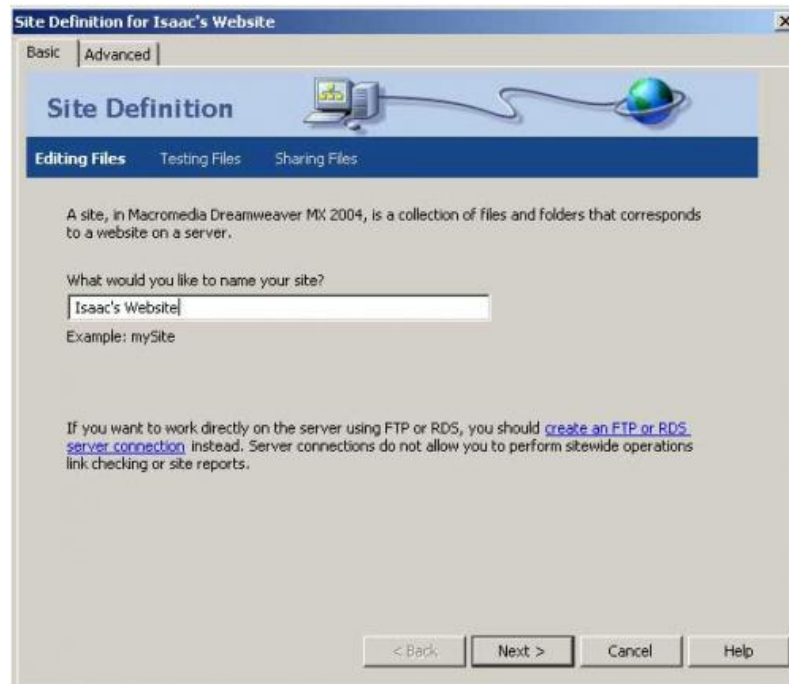 Site Definition for Isaac's Website
Basic
Advanced
Site Definition
Editing Files Testing Files Sharing Files
A site, in Macromedia Dreamweaver MX 2004, is a collection of files and folders that corresponds
to a website on a server.
What would you like to name your site?
Isaac's Website
Example: mySite
If you want to work directly on the server using FTP or RDS, you should create an FTP or RDS
server connection instead. Server connections do not allow you to perform sitewide operations
link checking or site reports.
< Back Next > Cancel Help